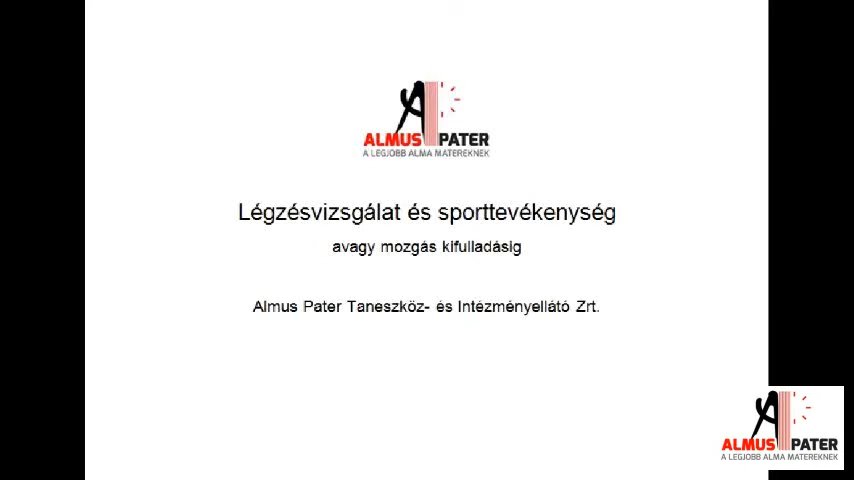 ALMUS PATER
A LEGJOBB ALMA MATEREKNEK
Légzésvizsgálat és sporttevékenység
avagy mozgás kifulladásig
Almus Pater Taneszköz- és Intézményellátó Zrt.
ALMUS PATER
A LEGJOBB ALMA MATEREKNEK